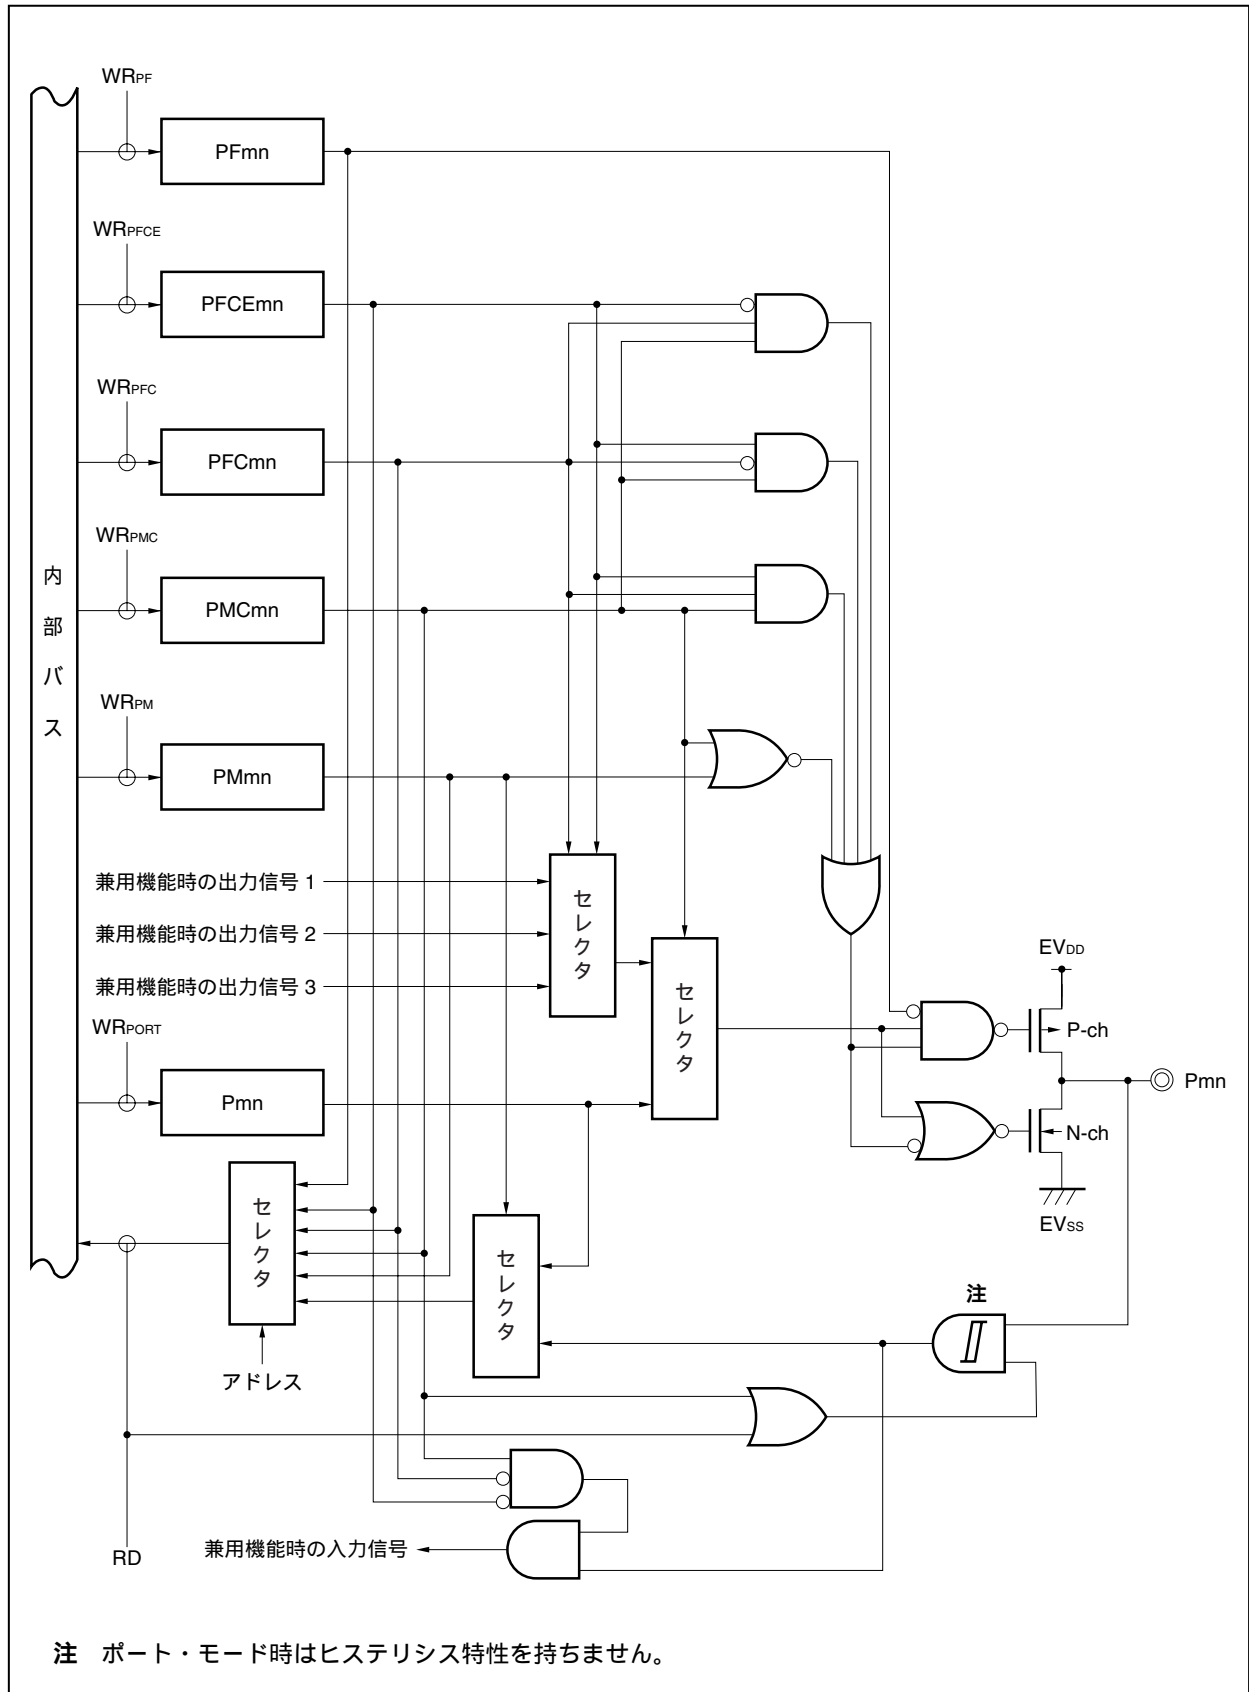 WRPF
PFmn
WRPFCE
PFCEmn
WRPFC
PFCmn
WRPMC
PMCmn
内部バス
WRPM
PMmn
兼用機能時の出力信号 1
兼用機能時の出力信号 2
兼用機能時の出力信号 3
セレクタ
セレクタ
WRPORT
Pmn
EVDD
P-ch
Pmn
N-ch
EVSS
セレクタ
セレクタ
注
アドレス
RD
兼用機能時の入力信号
注 ポート・モード時はヒステリシス特性を持ちません。